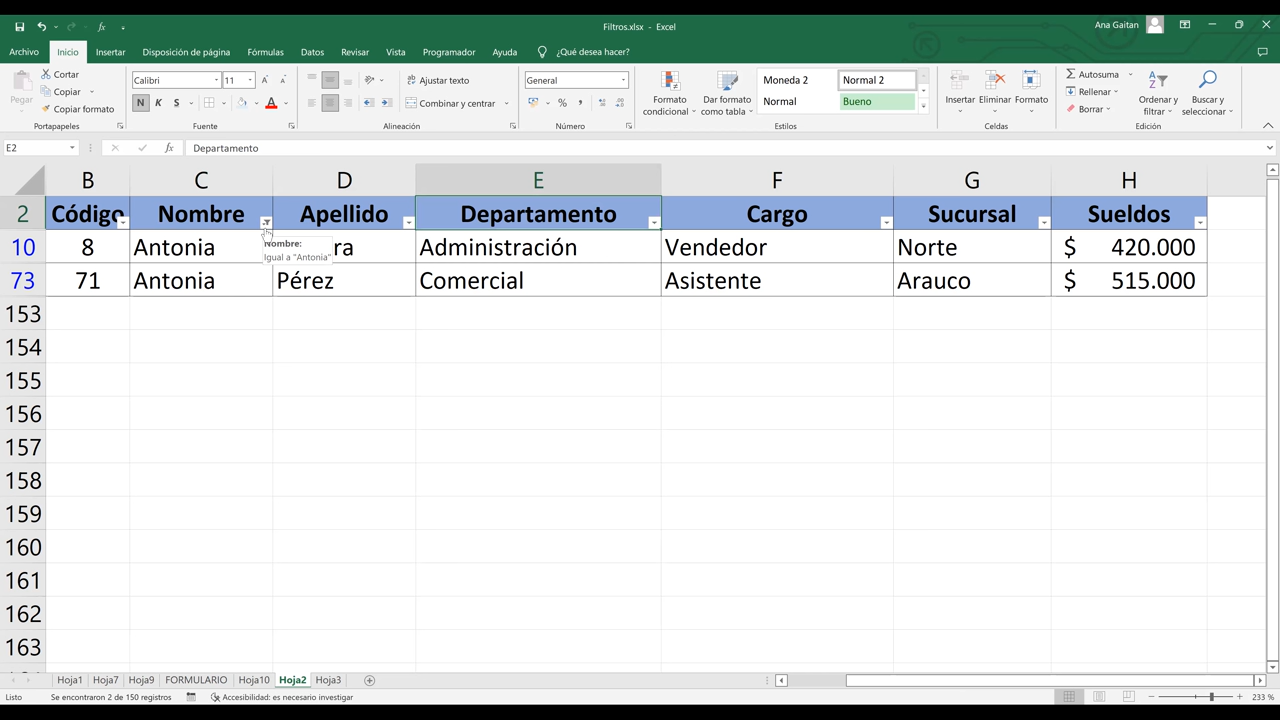 Filtros.xlsx - Excel
Ana Gaitan
Archivo Inicio Insertar Disposición de página Fórmulas Datos Revisar Vista Programador Ayuda ¿Qué desea hacer?
Pegar
Cortar
Copiar
Copiar formato
Portapapeles
Calibri 11
N K S
Fuente
Ajustar texto
Combinar y centrar
Alineación
General
Número
Formato condicional
Dar formato como tabla
Moneda 2 Normal 2
Normal Bueno
Estilos
Insertar Eliminar Formato
Celdas
Autosuma
Rellenar
Borrar
Ordenar y filtrar
Buscar y seleccionar
Edición
E2 fx Departamento
B C D E F G H
2 Código Nombre Apellido Departamento Cargo Sucursal Sueldos
10 8 Antonia ra Administración Vendedor Norte $ 420.000
Nombre:
Igual a "Antonia"
73 71 Antonia Pérez Comercial Asistente Arauco $ 515.000
153
154
155
156
157
158
159
160
161
162
163
Hoja1 Hoja7 Hoja9 FORMULARIO Hoja10 Hoja2 Hoja3
Listo Se encontraron 2 de 150 registros Accesibilidad: es necesario investigar 233 %